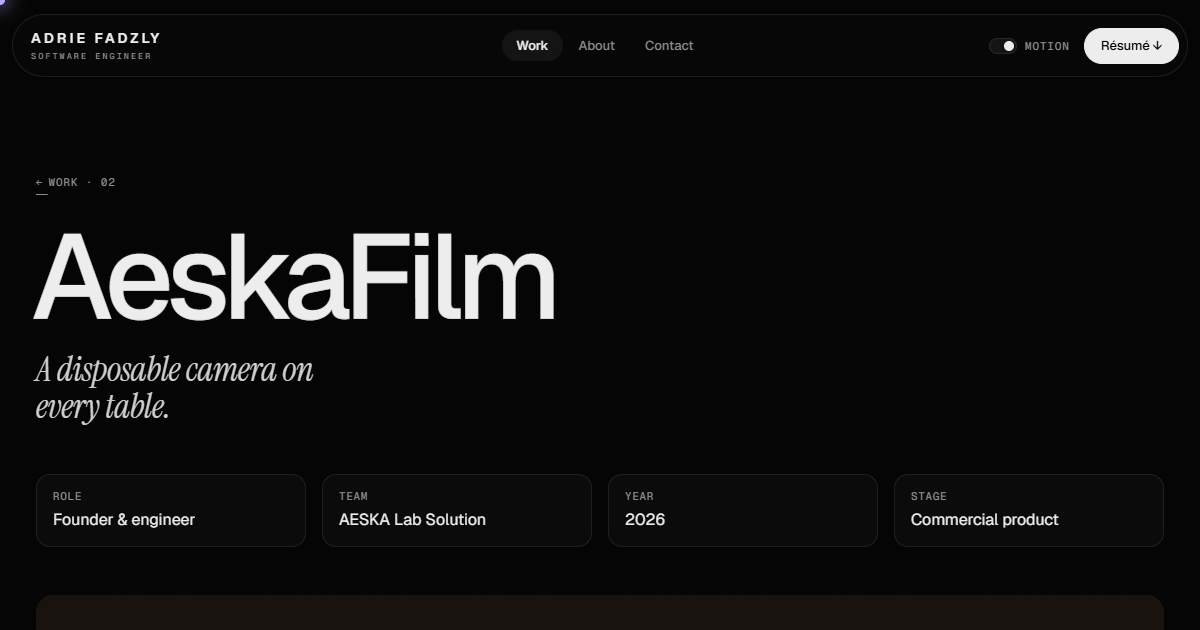 ADRIE FADZLY
SOFTWARE ENGINEER
Work
About
Contact
MOTION
Résumé ↓
← WORK · 02
AeskaFilm
A disposable camera on
every table.
ROLE
Founder & engineer
TEAM
AESKA Lab Solution
YEAR
2026
STAGE
Commercial product